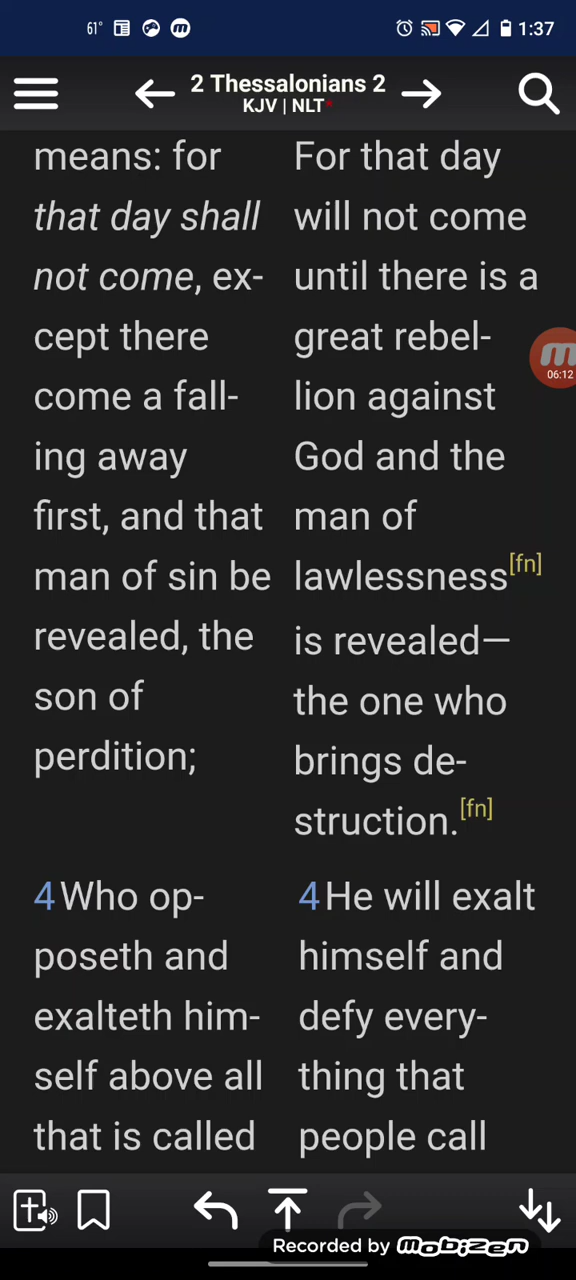 61°
1:37
2 Thessalonians 2
KJV | NLT*
means: for
that day shall
not come, ex-
cept there
come a fall-
ing away
first, and that
man of sin be
revealed, the
son of
perdition;
For that day
will not come
until there is a
great rebel-
lion against
God and the
man of
lawlessness[fn]
is revealed—
the one who
brings de-
struction.[fn]
06:12
4 Who op-
poseth and
exalteth him-
self above all
that is called
4 He will exalt
himself and
defy every-
thing that
people call
Recorded by mobizen